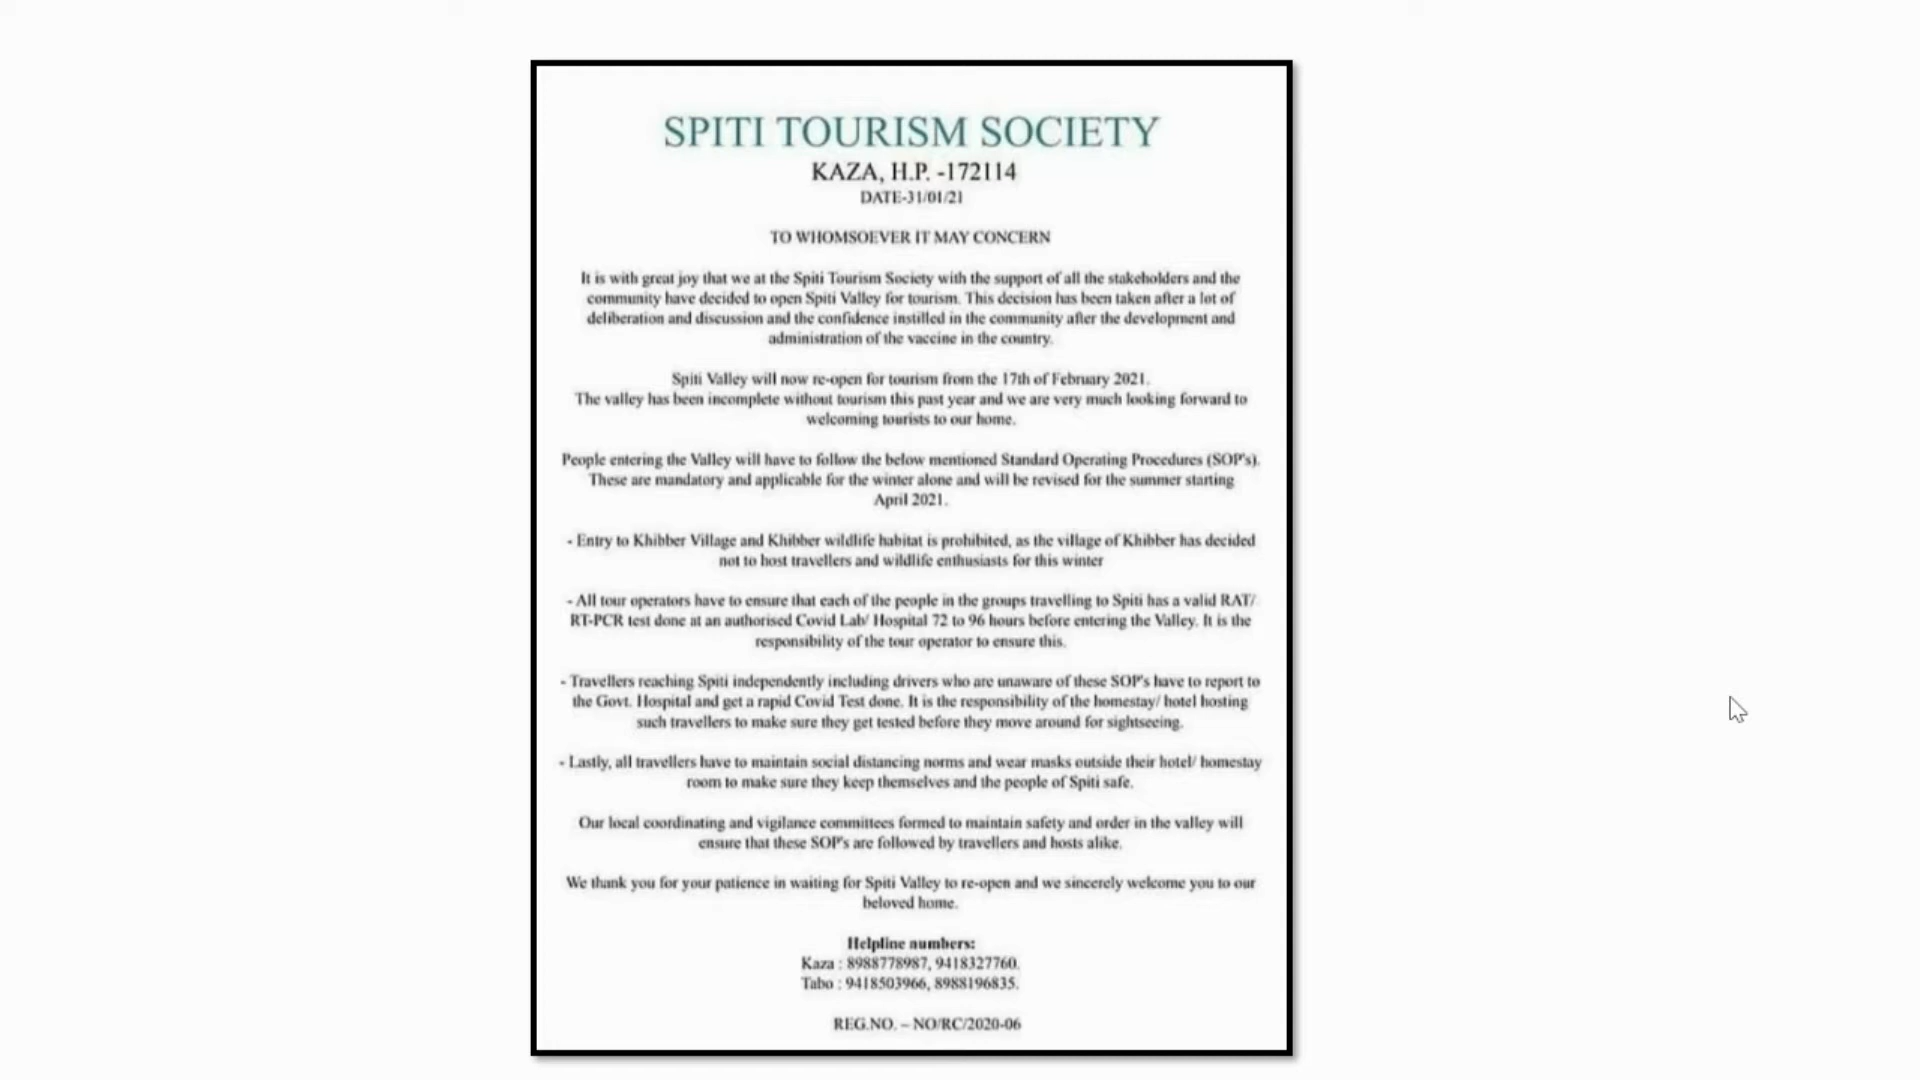 SPITI TOURISM SOCIETY
KAZA, H.P. -172114
DATE-31/01/21
TO WHOMSOEVER IT MAY CONCERN
It is with great joy that we at the Spiti Tourism Society with the support of all the stakeholders and the
community have decided to open Spiti Valley for tourism. This decision has been taken after a lot of
deliberation and discussion and the confidence instilled in the community after the development and
administration of the vaccine in the country.
Spiti Valley will now re-open for tourism from the 17th of February 2021.
The valley has been incomplete without tourism this past year and we are very much looking forward to
welcoming tourists to our home.
People entering the Valley will have to follow the below mentioned Standard Operating Procedures (SOP's).
These are mandatory and applicable for the winter alone and will be revised for the summer starting
April 2021.
- Entry to Khibber Village and Khibber wildlife habitat is prohibited, as the village of Khibber has decided
not to host travellers and wildlife enthusiasts for this winter
- All tour operators have to ensure that each of the people in the groups travelling to Spiti has a valid RAT/
RT-PCR test done at an authorised Covid Lab/ Hospital 72 to 96 hours before entering the Valley. It is the
responsibility of the tour operator to ensure this.
- Travellers reaching Spiti independently including drivers who are unaware of these SOP's have to report to
the Govt. Hospital and get a rapid Covid Test done. It is the responsibility of the homestay/ hotel hosting
such travellers to make sure they get tested before they move around for sightseeing.
- Lastly, all travellers have to maintain social distancing norms and wear masks outside their hotel/ homestay
room to make sure they keep themselves and the people of Spiti safe.
Our local coordinating and vigilance committees formed to maintain safety and order in the valley will
ensure that these SOP's are followed by travellers and hosts alike.
We thank you for your patience in waiting for Spiti Valley to re-open and we sincerely welcome you to our
beloved home.
Helpline numbers:
Kaza : 8988778987, 9418327760.
Tabo : 9418503966, 8988196835.
REG.NO. – NO/RC/2020-06